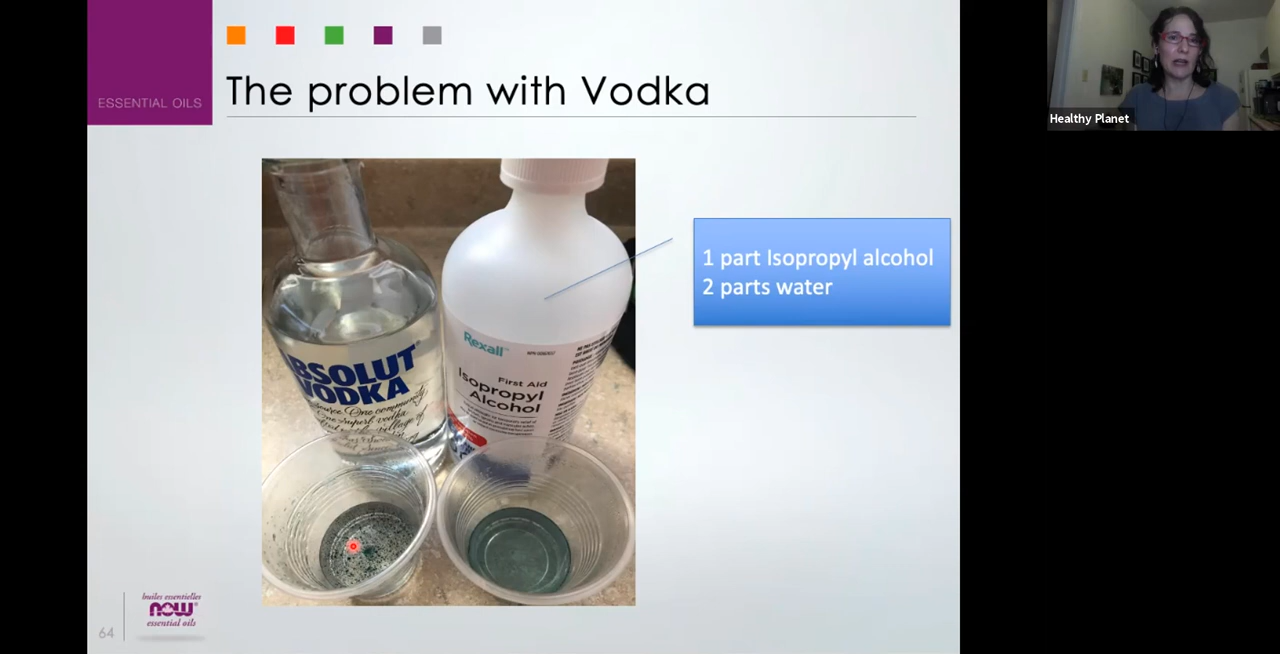 ESSENTIAL OILS
The problem with Vodka
Healthy Planet
1 part Isopropyl alcohol
2 parts water
ABSOLUT
VODKA
Rexall
First Aid
Isopropyl
Alcohol
64
huiles essentielles
now
essential oils